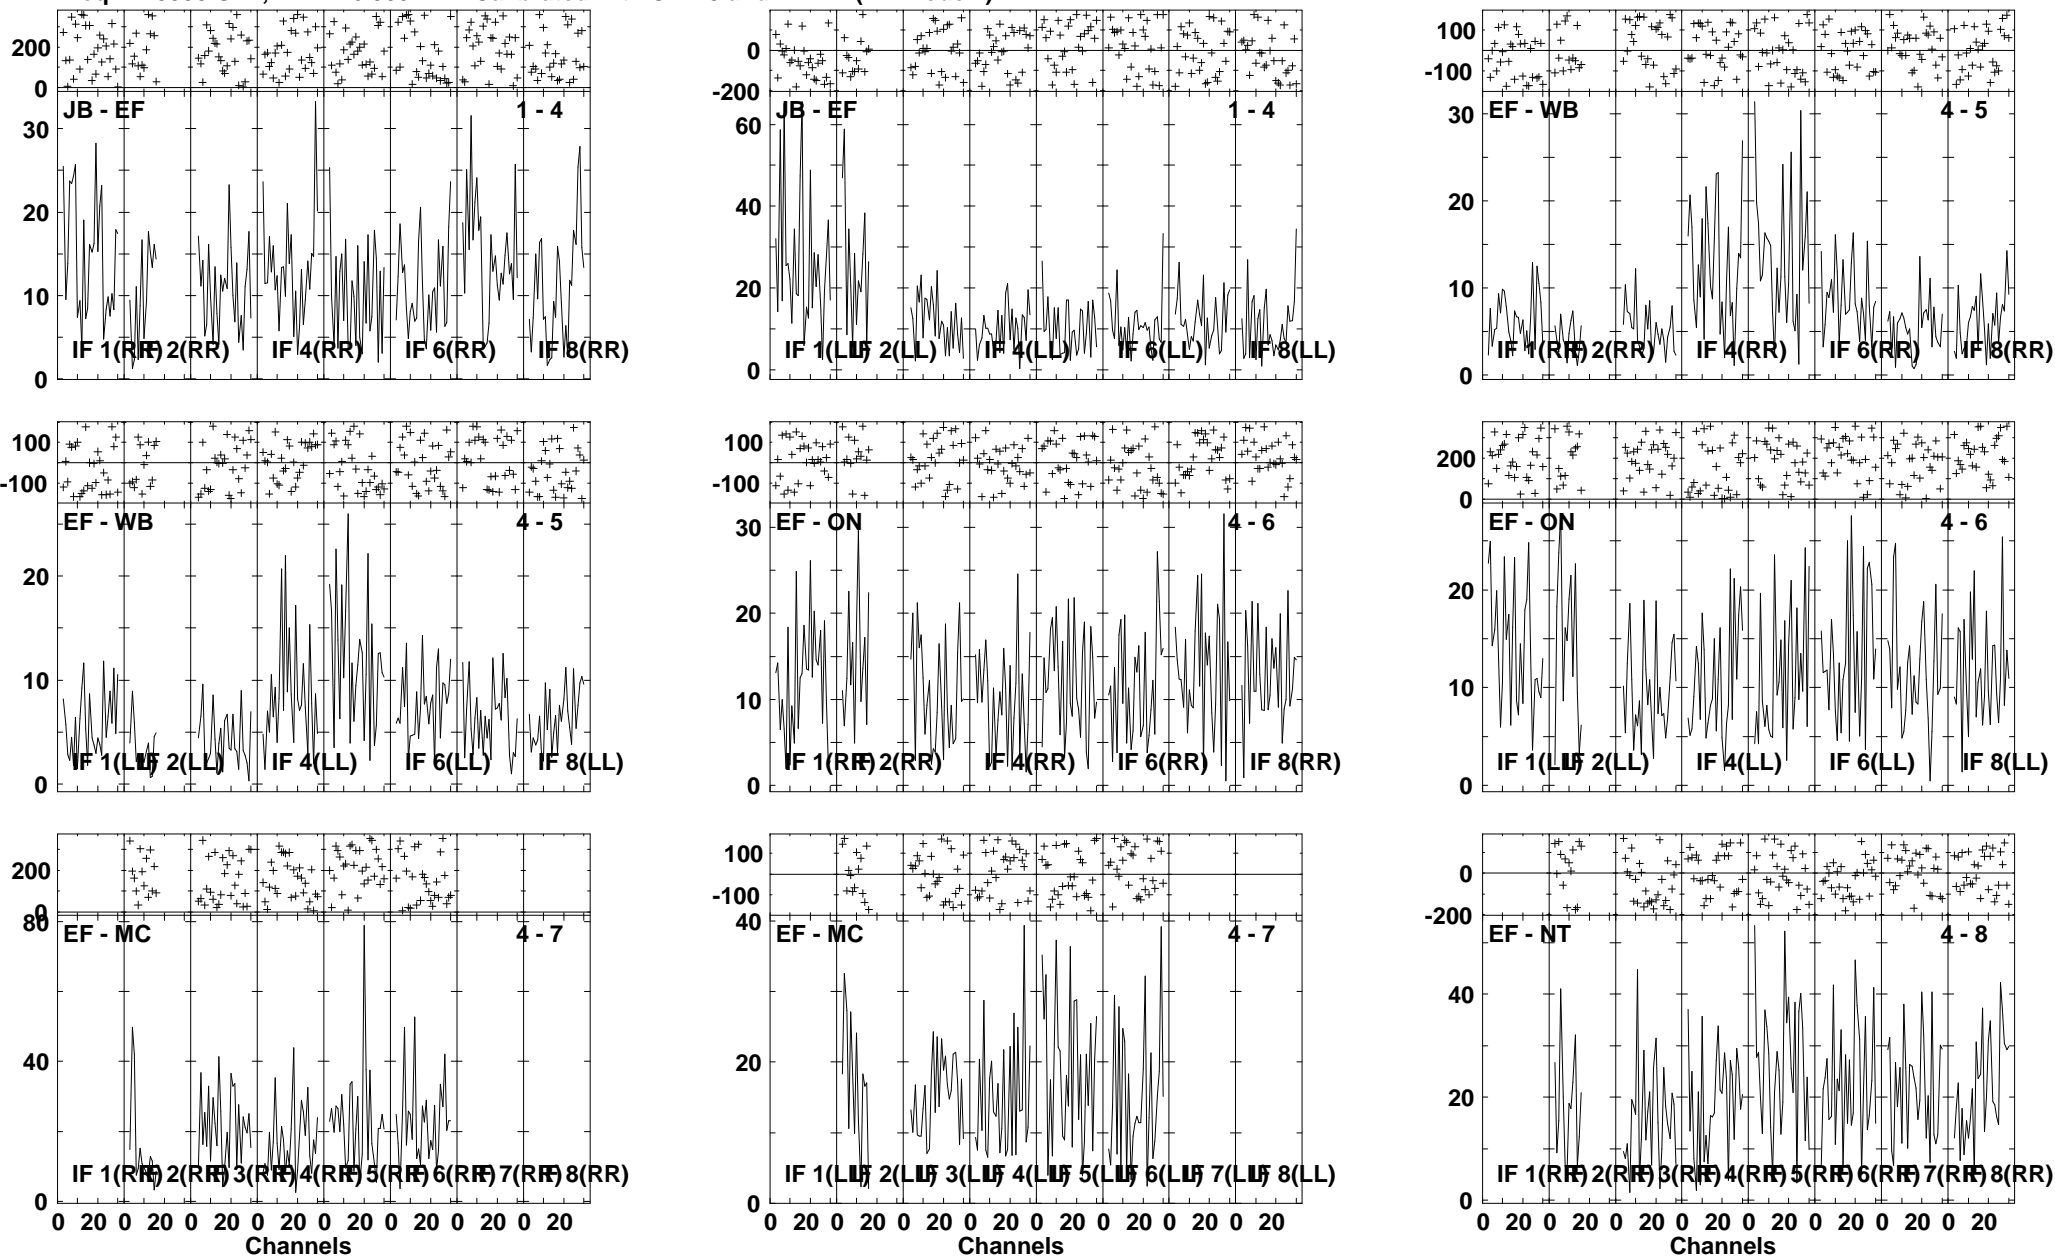 200
0
JB - EF 1 - 4
30
20
10
0
IF 1(RR) IF 2(RR) IF 4(RR) IF 6(RR) IF 8(RR)
0
-200
JB - EF 1 - 4
60
40
20
0
IF 1(LL) IF 2(LL) IF 4(LL) IF 6(LL) IF 8(LL)
100
-100
EF - WB 4 - 5
30
20
10
0
IF 1(RR) IF 2(RR) IF 4(RR) IF 6(RR) IF 8(RR)
100
-100
EF - WB 4 - 5
20
10
0
IF 1(LL) IF 2(LL) IF 4(LL) IF 6(LL) IF 8(LL)
100
-100
EF - ON 4 - 6
30
20
10
0
IF 1(RR) IF 2(RR) IF 4(RR) IF 6(RR) IF 8(RR)
200
0
EF - ON 4 - 6
20
10
0
IF 1(LL) IF 2(LL) IF 4(LL) IF 6(LL) IF 8(LL)
200
0
80
EF - MC 4 - 7
40
0
IF 1(RR) IF 2(RR) IF 3(RR) IF 4(RR) IF 5(RR) IF 6(RR) IF 7(RR) IF 8(RR)
0 20 0 20 0 20 0 20 0 20 0 20 0 20 0 20
Channels
100
-100
40
EF - MC 4 - 7
20
0
IF 1(LL) IF 2(LL) IF 3(LL) IF 4(LL) IF 5(LL) IF 6(LL) IF 7(LL) IF 8(LL)
0 20 0 20 0 20 0 20 0 20 0 20 0 20 0 20
Channels
0
-200
EF - NT 4 - 8
40
20
0
IF 1(RR) IF 2(RR) IF 3(RR) IF 4(RR) IF 5(RR) IF 6(RR) IF 7(RR) IF 8(RR)
0 20 0 20 0 20 0 20 0 20 0 20 0 20 0 20
Channels